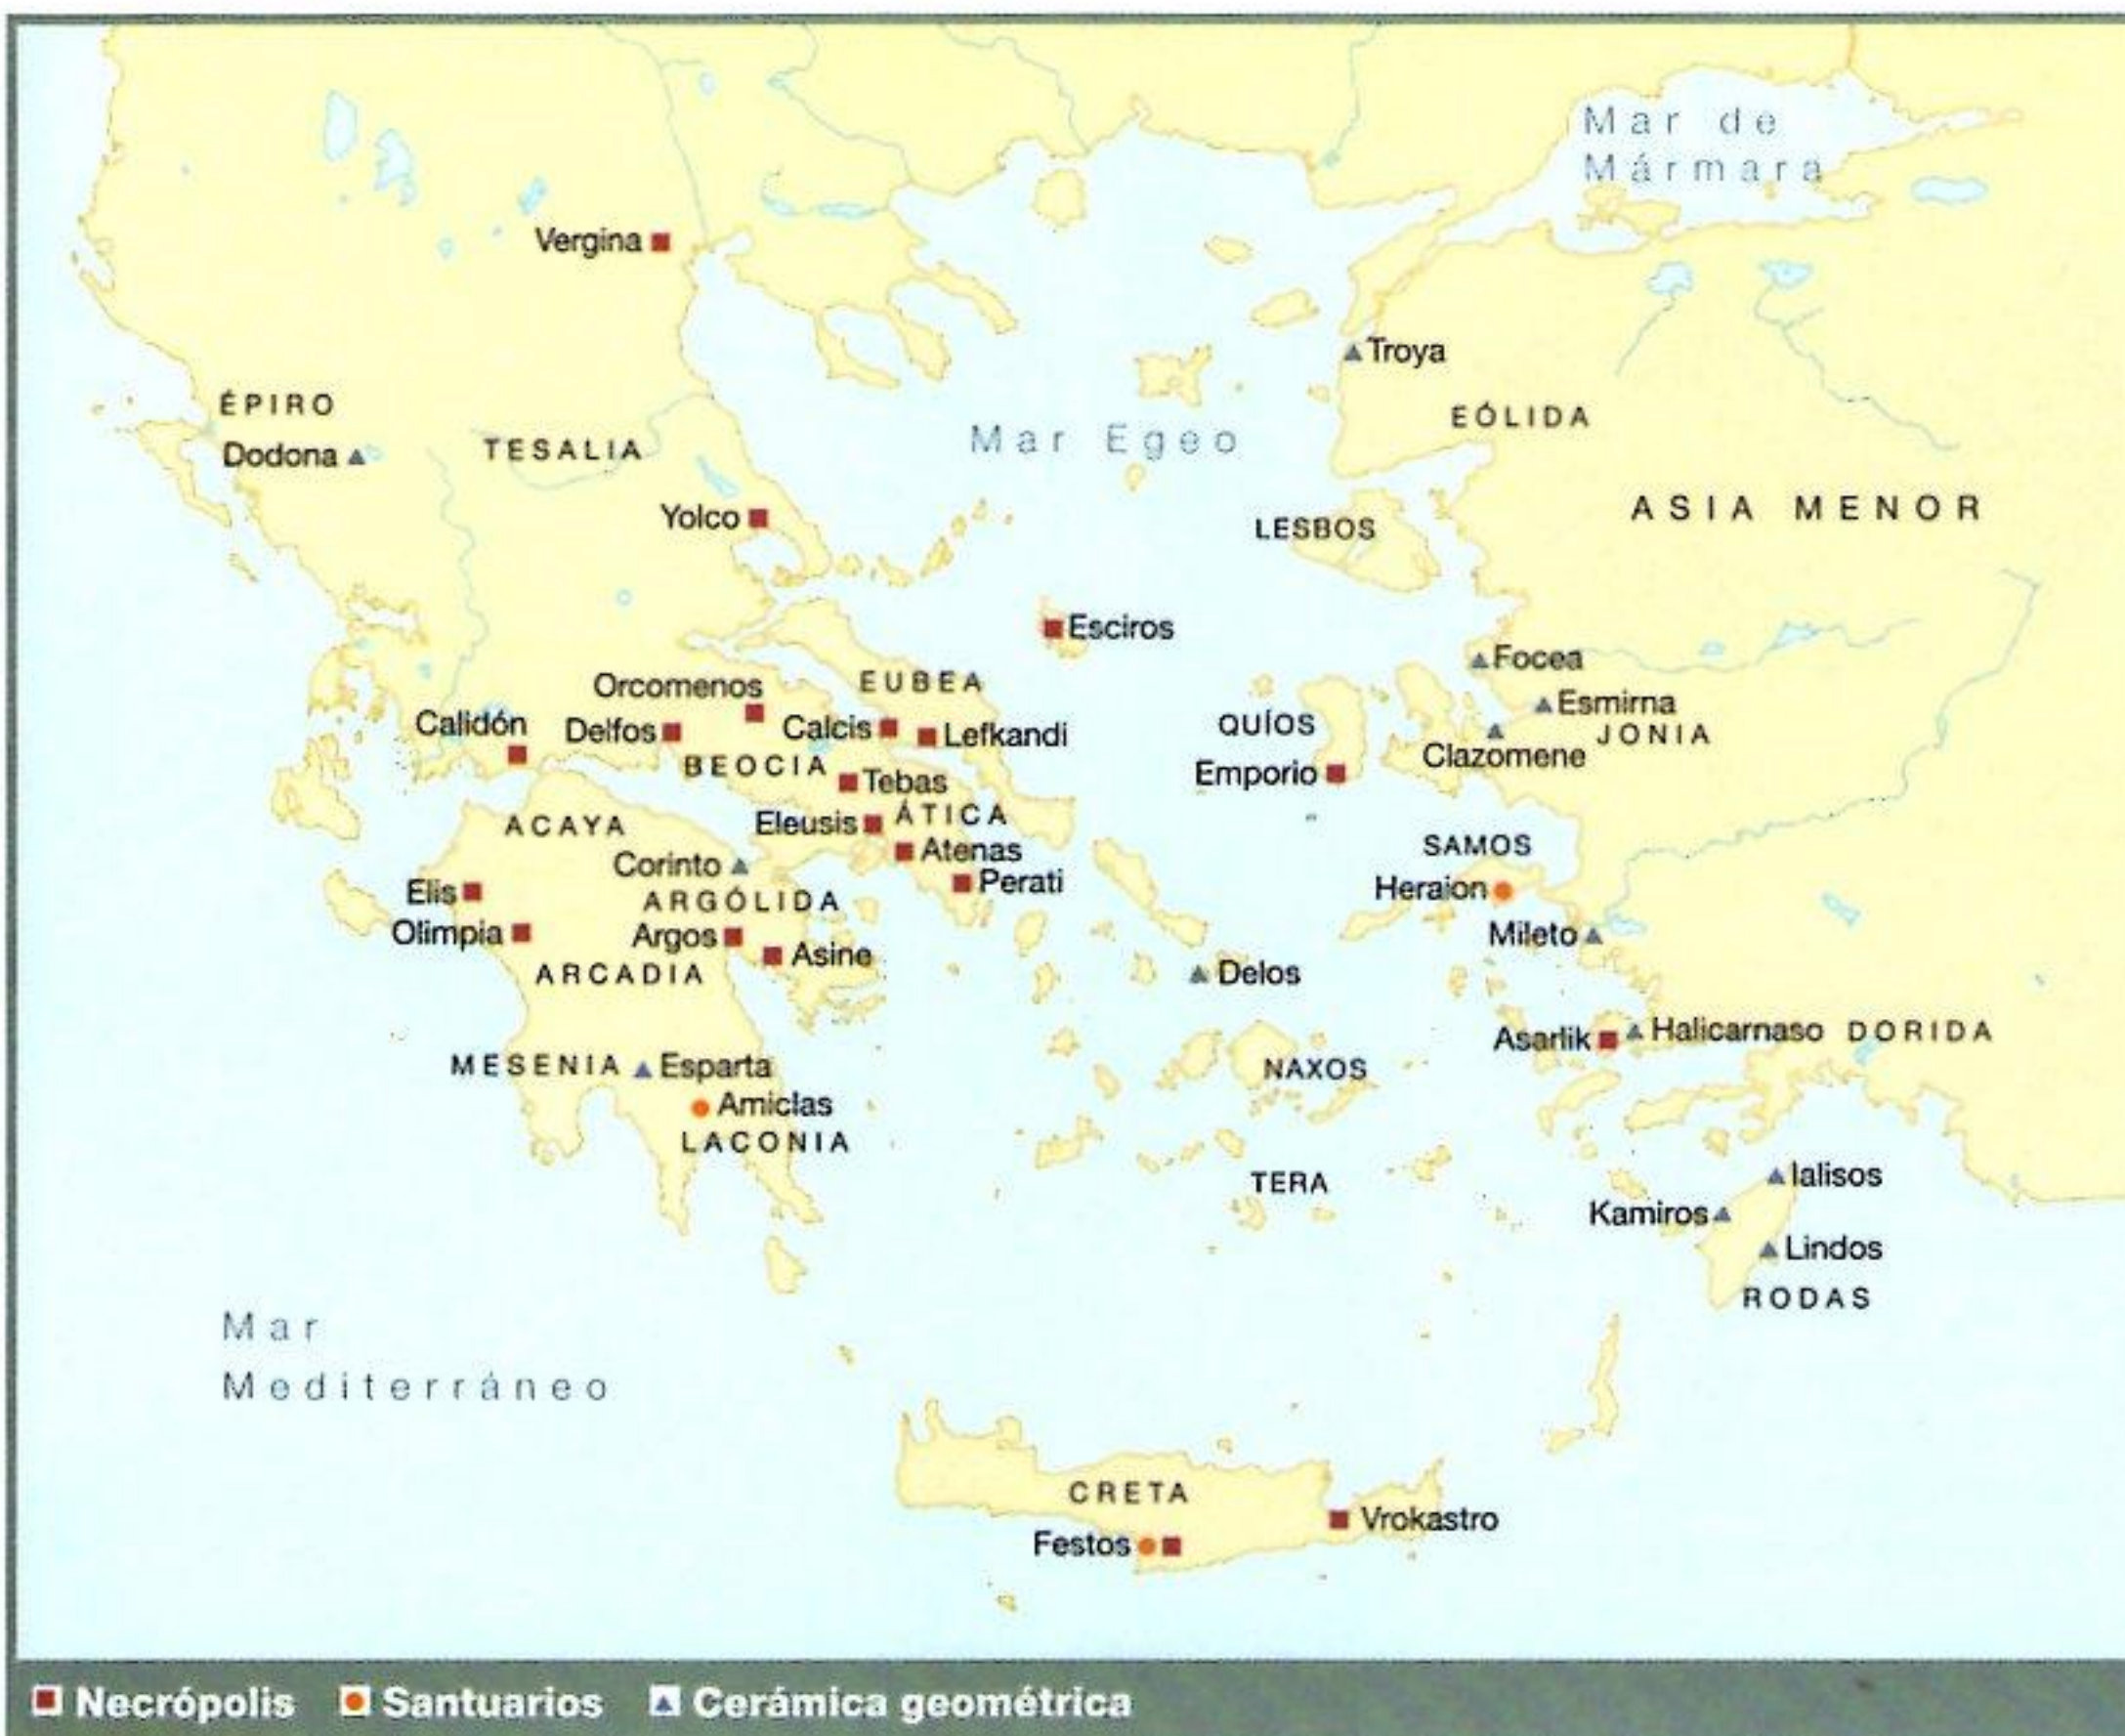 Mar de
Mármara
Vergina
Troya
ÉPIRO
EÓLIDA
Dodona
TESALIA
Mar Egeo
ASIA MENOR
Yolco
LESBOS
Esciros
Focea
Orcomenos
EUBEA
Esmirna
Calidón
Delfos
Calcis
Lefkandi
QUÍOS
JONIA
Clazomene
BEOCIA
Tebas
Emporio
ACAYA
Eleusis
ÁTICA
Atenas
SAMOS
Corinto
Perati
Elis
ARGÓLIDA
Heraion
Olimpia
Argos
Asine
Mileto
ARCADIA
Delos
Asarlik
Halicarnaso
DORIDA
MESENIA
Esparta
NAXOS
Amiclas
LACONIA
TERA
Ialisos
Kamiros
Lindos
RODAS
Mar
Mediterráneo
CRETA
Vrokastro
Festos
Necrópolis Santuarios Cerámica geométrica